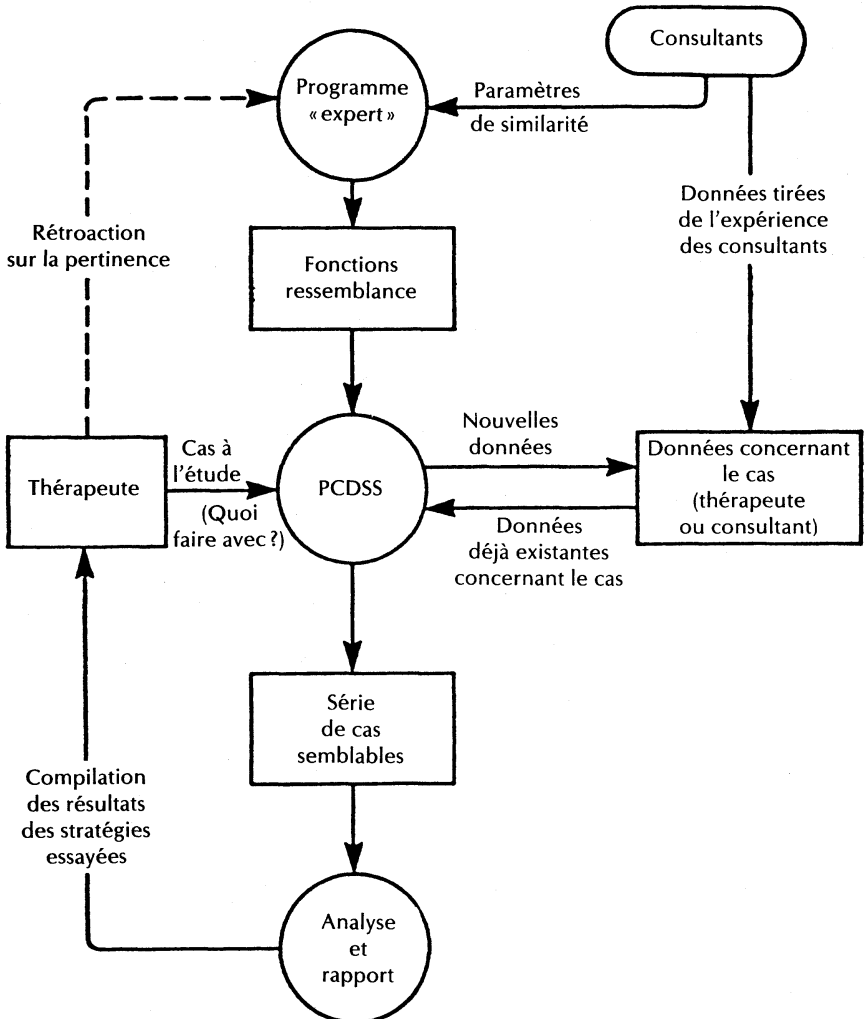 Consultants
Programme
« expert »
Paramètres
de similarité
Données tirées
de l'expérience
des consultants
Rétroaction
sur la pertinence
Fonctions
ressemblance
Thérapeute
Cas à
l'étude
(Quoi
faire avec ?)
PCDSS
Nouvelles
données
Données
déjà existantes
concernant le cas
Données concernant
le cas
(thérapeute
ou consultant)
Série
de cas
semblables
Compilation
des résultats
des stratégies
essayées
Analyse
et
rapport